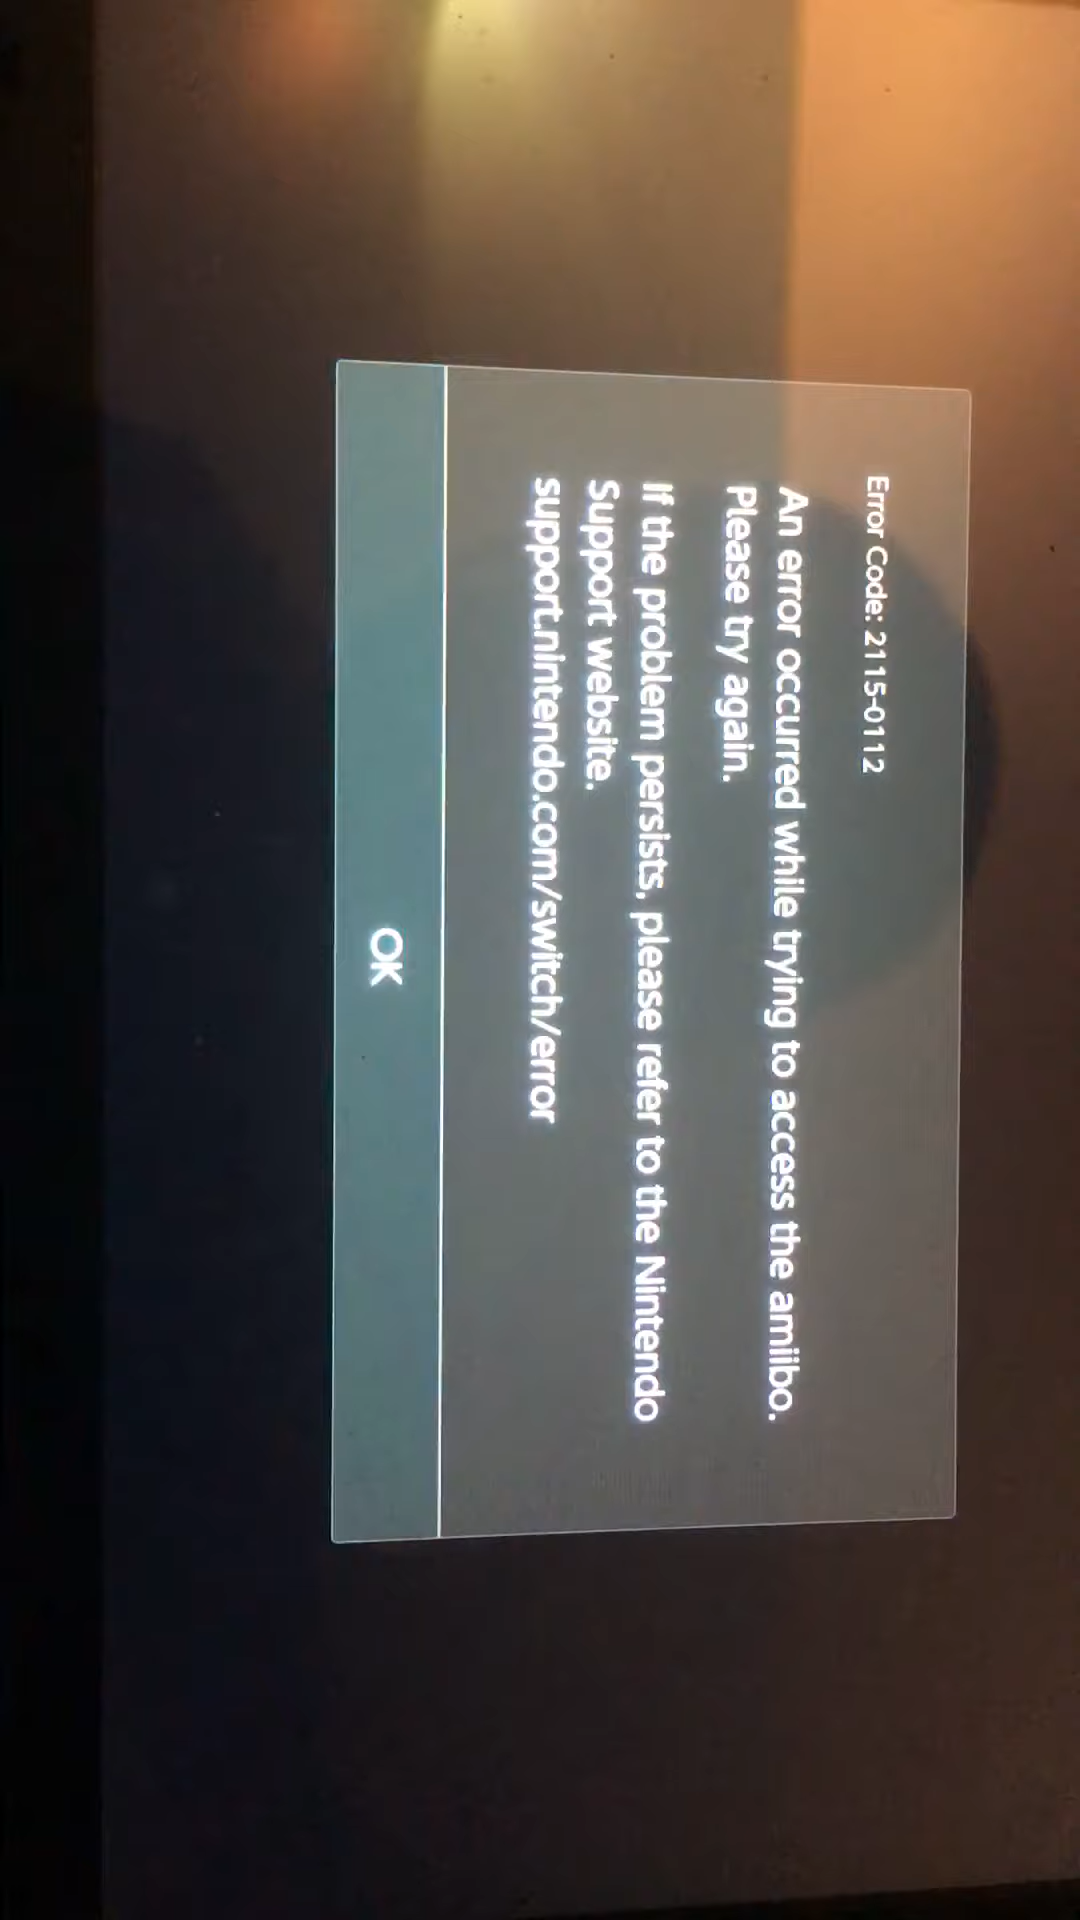 Error Code: 2115-0112
An error occurred while trying to access the amiibo.
Please try again.
If the problem persists, please refer to the Nintendo
Support website.
support.nintendo.com/switch/error
OK